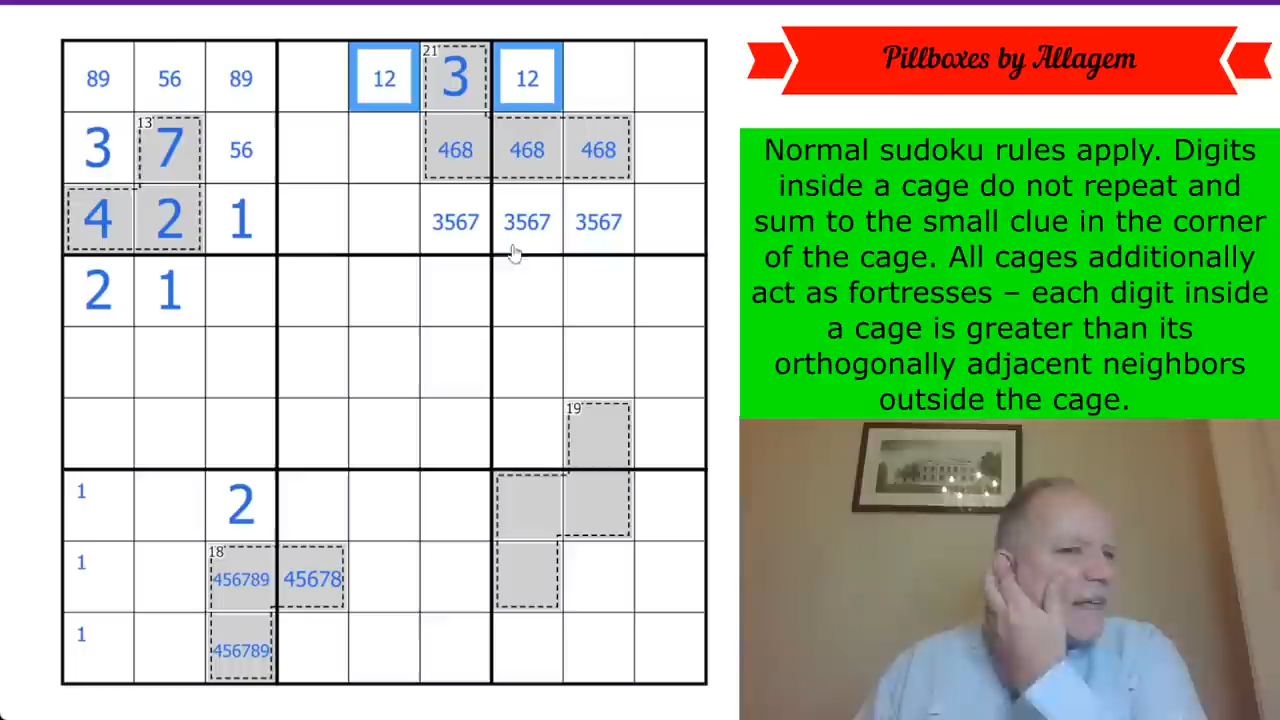 Pillboxes by Allagem
Normal sudoku rules apply. Digits
inside a cage do not repeat and
sum to the small clue in the corner
of the cage. All cages additionally
act as fortresses – each digit inside
a cage is greater than its
orthogonally adjacent neighbors
outside the cage.
89 56 89 12 21 3 12
3 13 7 56 468 468 468
4 2 1 3567 3567 3567
2 1
19
1 2
1 18 456789 45678
1 456789